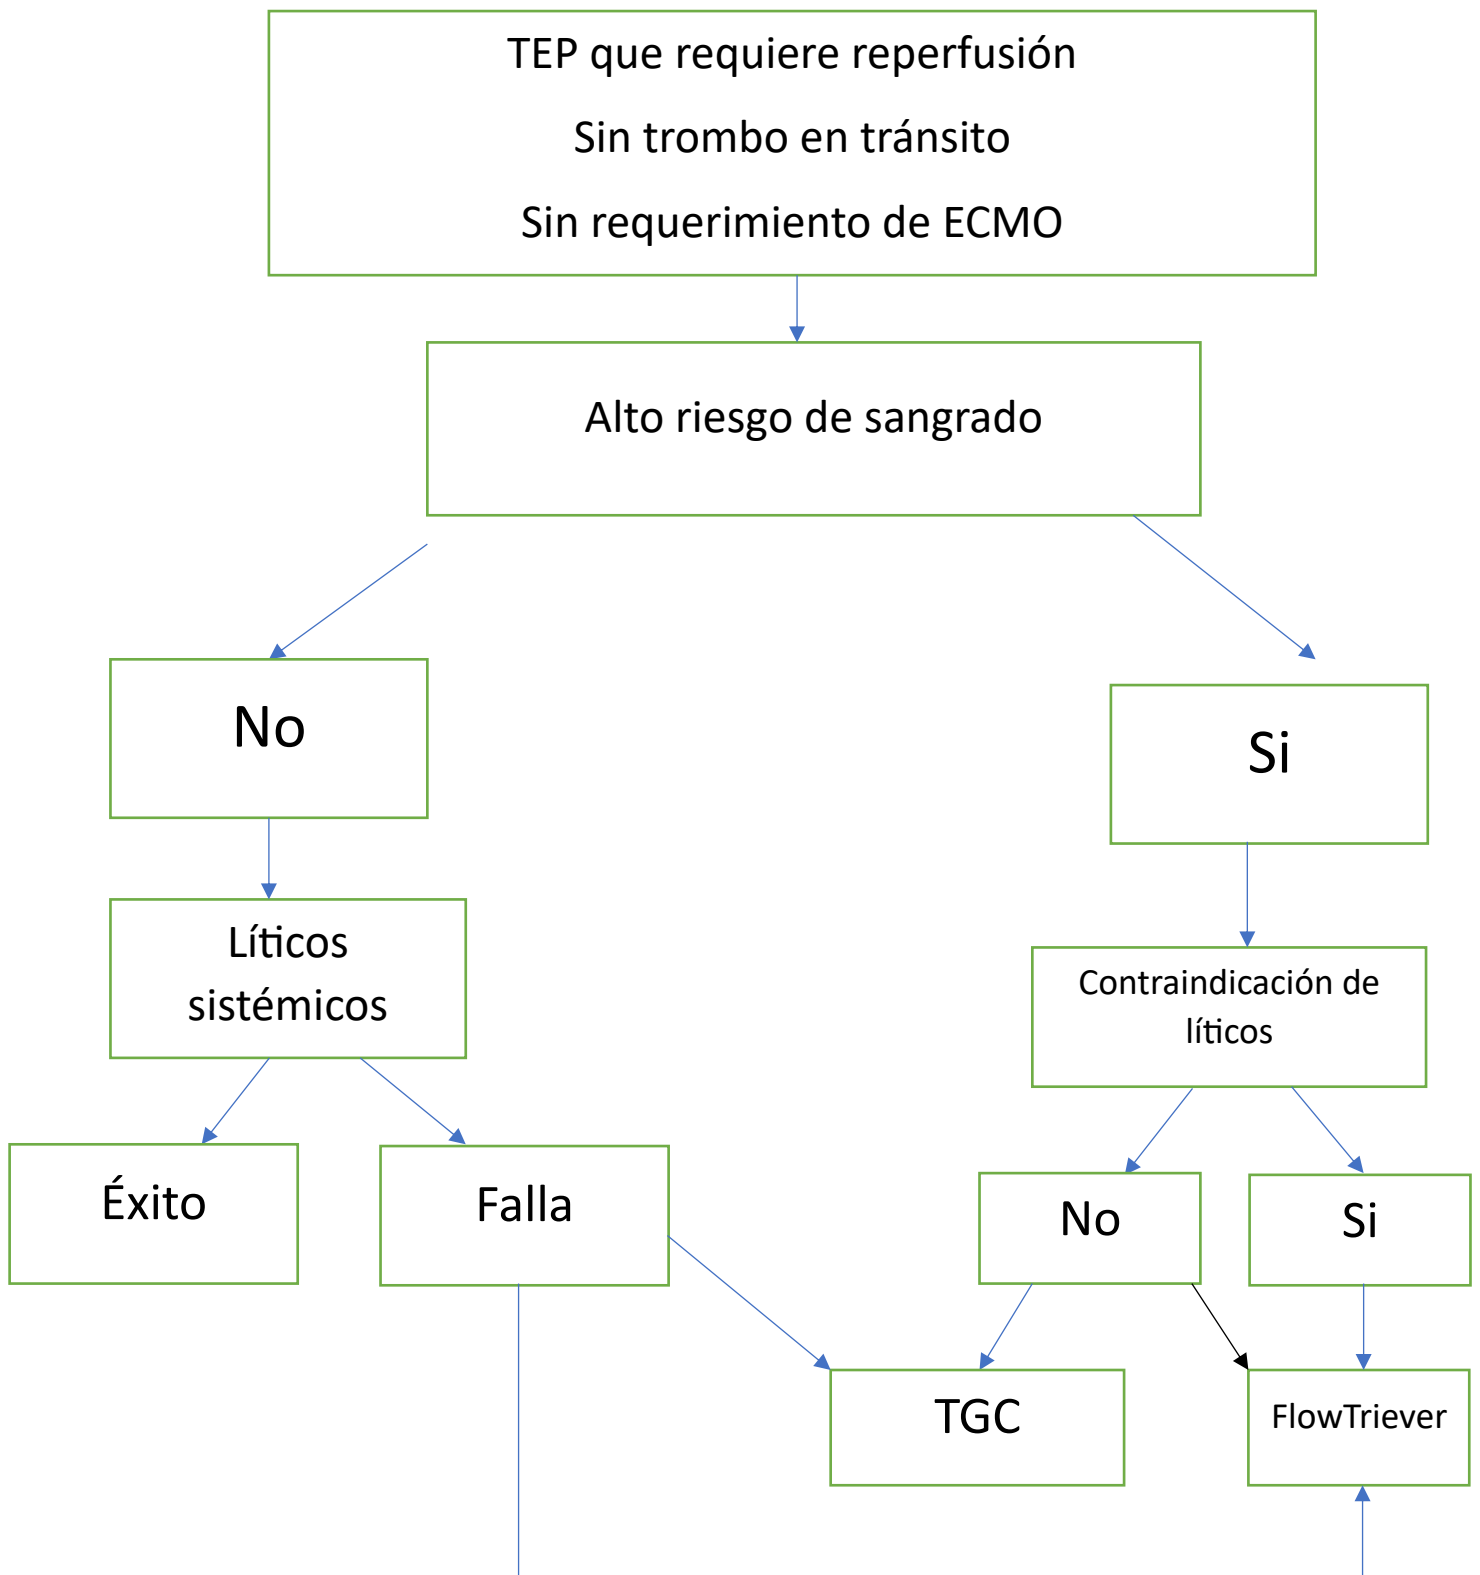 TEP que requiere reperfusión
Sin trombo en tránsito
Sin requerimiento de ECMO
Alto riesgo de sangrado
No
Si
Líticos
sistémicos
Contraindicación de
líticos
Éxito
Falla
No
Si
TGC
FlowTriever